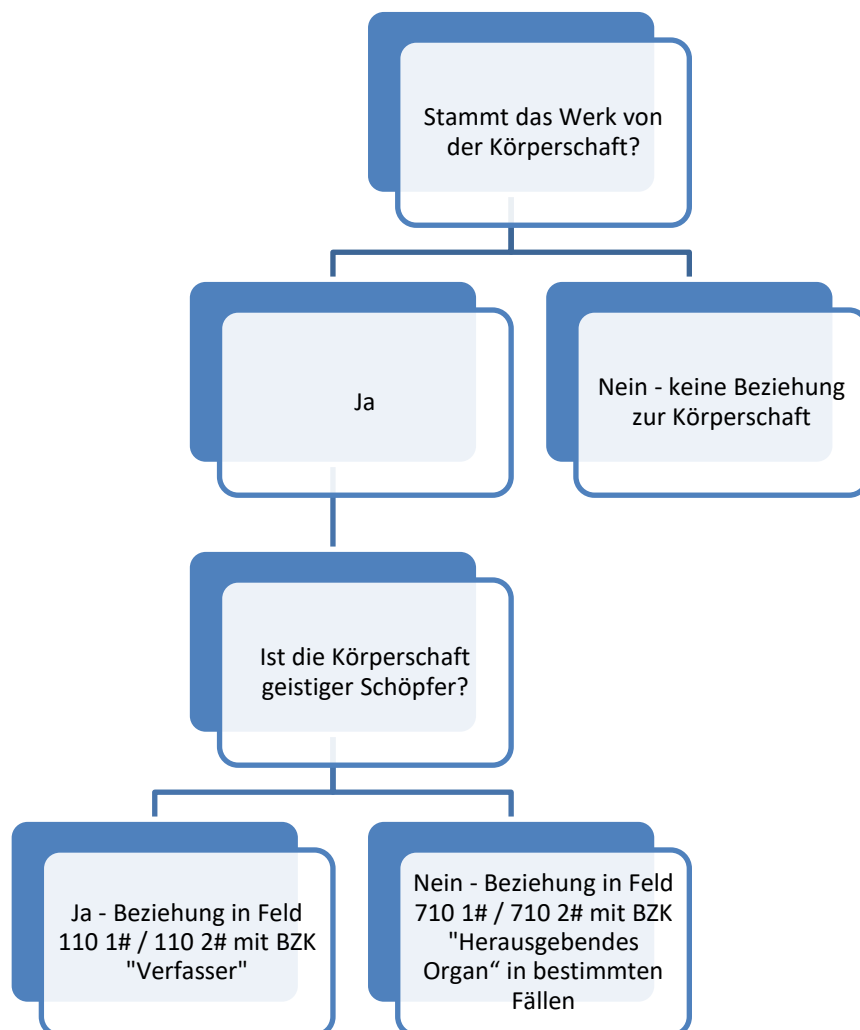 Stammt das Werk von
der Körperschaft?
Ja
Nein - keine Beziehung
zur Körperschaft
Ist die Körperschaft
geistiger Schöpfer?
Ja - Beziehung in Feld
110 1# / 110 2# mit BZK
"Verfasser"
Nein - Beziehung in Feld
710 1# / 710 2# mit BZK
"Herausgebendes
Organ“ in bestimmten
Fällen